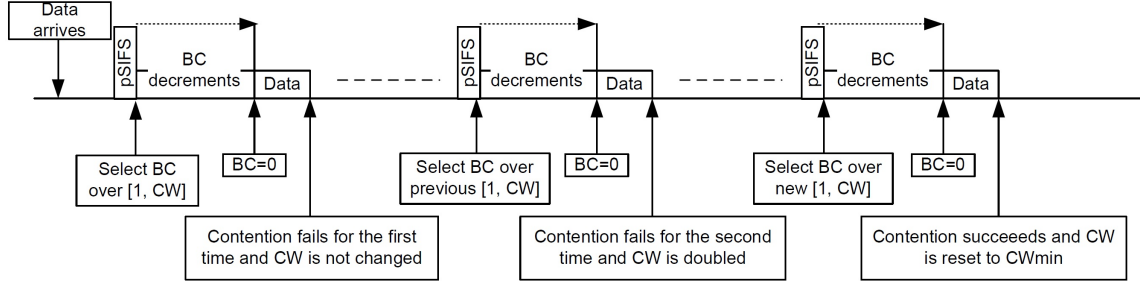 Data
arrives
pSIFS
BC
decrements
Data
pSIFS
BC
decrements
Data
pSIFS
BC
decrements
Data
Select BC
over [1, CW]
BC=0
Select BC over
previous [1, CW]
BC=0
Select BC over
new [1, CW]
BC=0
Contention fails for the first
time and CW is not changed
Contention fails for the second
time and CW is doubled
Contention succeeeds and CW
is reset to CWmin